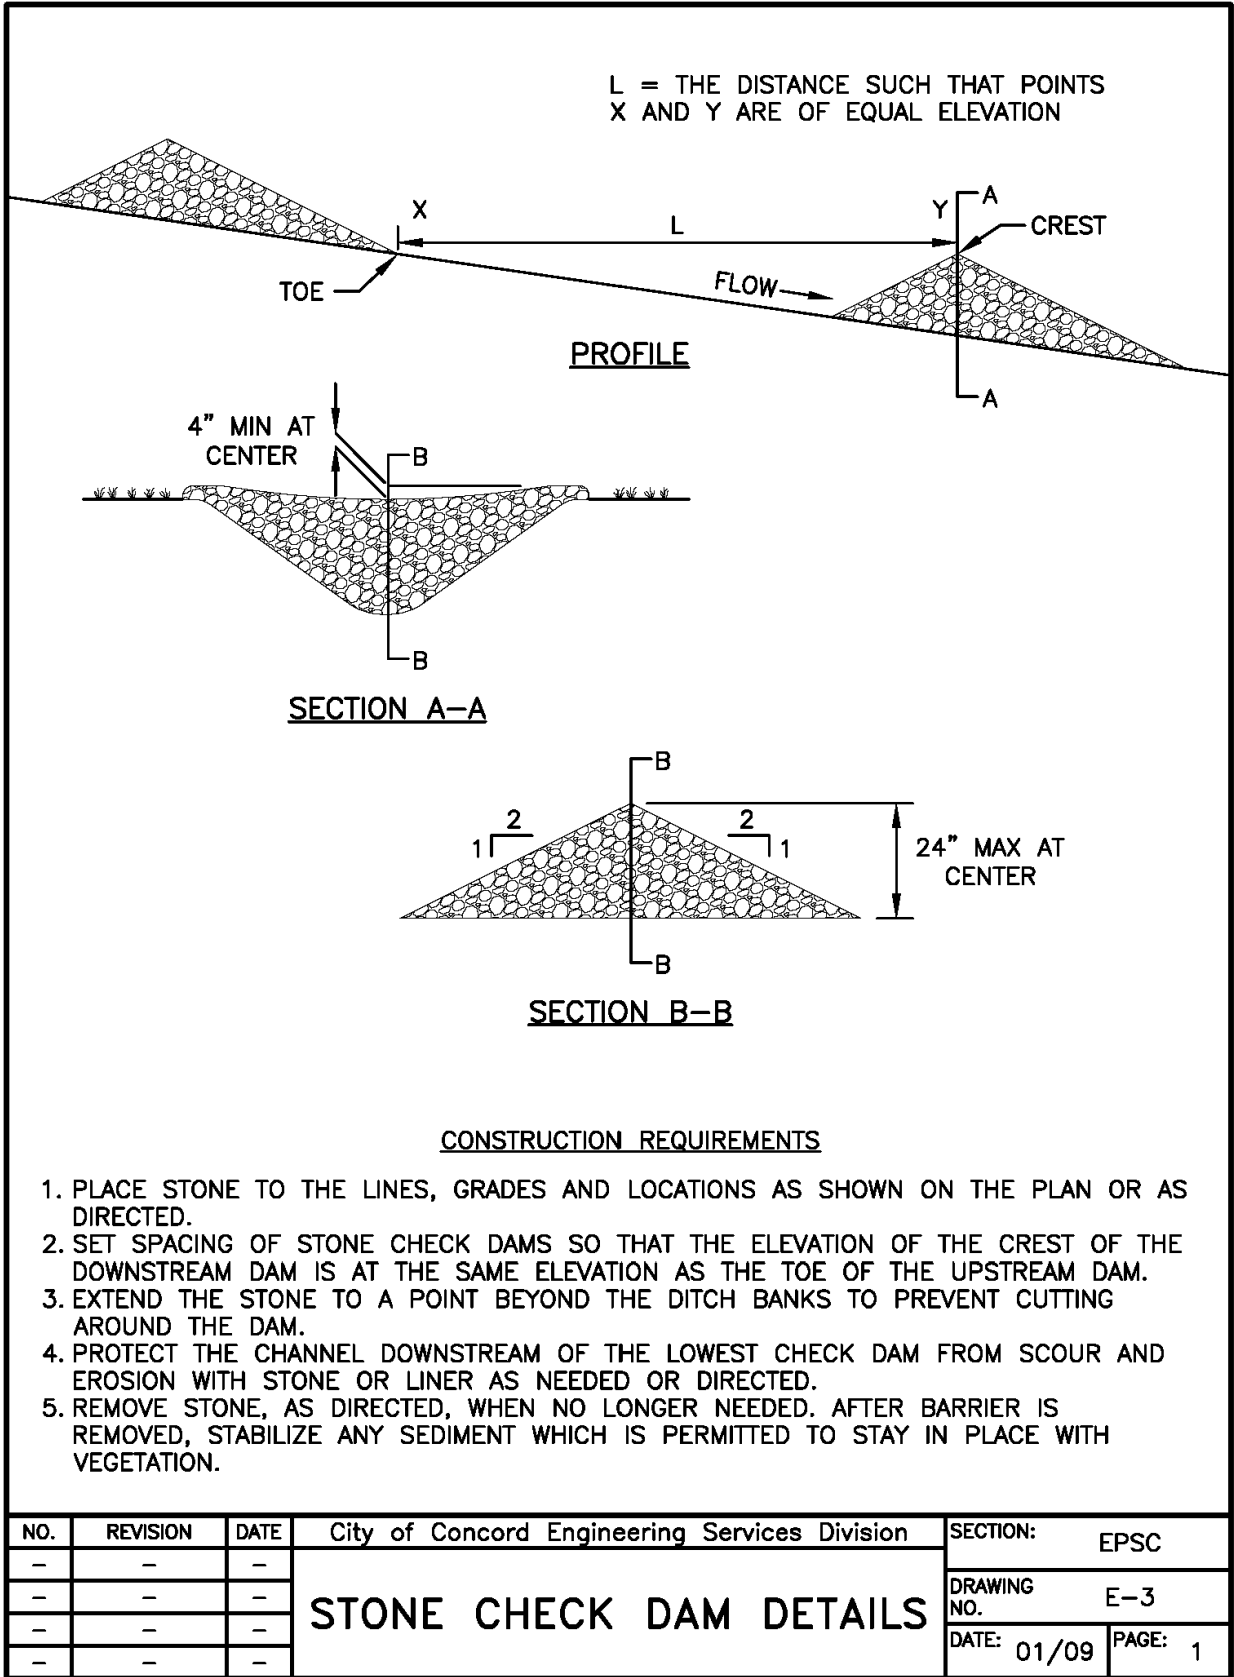 L = THE DISTANCE SUCH THAT POINTS
X AND Y ARE OF EQUAL ELEVATION
X
L
Y
A
CREST
TOE
FLOW
PROFILE
A
4" MIN AT
CENTER
B
B
SECTION A-A
B
2
1
2
1
24" MAX AT
CENTER
B
SECTION B-B
CONSTRUCTION REQUIREMENTS
1. PLACE STONE TO THE LINES, GRADES AND LOCATIONS AS SHOWN ON THE PLAN OR AS
DIRECTED.
2. SET SPACING OF STONE CHECK DAMS SO THAT THE ELEVATION OF THE CREST OF THE
DOWNSTREAM DAM IS AT THE SAME ELEVATION AS THE TOE OF THE UPSTREAM DAM.
3. EXTEND THE STONE TO A POINT BEYOND THE DITCH BANKS TO PREVENT CUTTING
AROUND THE DAM.
4. PROTECT THE CHANNEL DOWNSTREAM OF THE LOWEST CHECK DAM FROM SCOUR AND
EROSION WITH STONE OR LINER AS NEEDED OR DIRECTED.
5. REMOVE STONE, AS DIRECTED, WHEN NO LONGER NEEDED. AFTER BARRIER IS
REMOVED, STABILIZE ANY SEDIMENT WHICH IS PERMITTED TO STAY IN PLACE WITH
VEGETATION.
NO. REVISION DATE
- - -
- - -
- - -
- - -
City of Concord Engineering Services Division
STONE CHECK DAM DETAILS
SECTION: EPSC
DRAWING
NO. E-3
DATE: 01/09 PAGE: 1